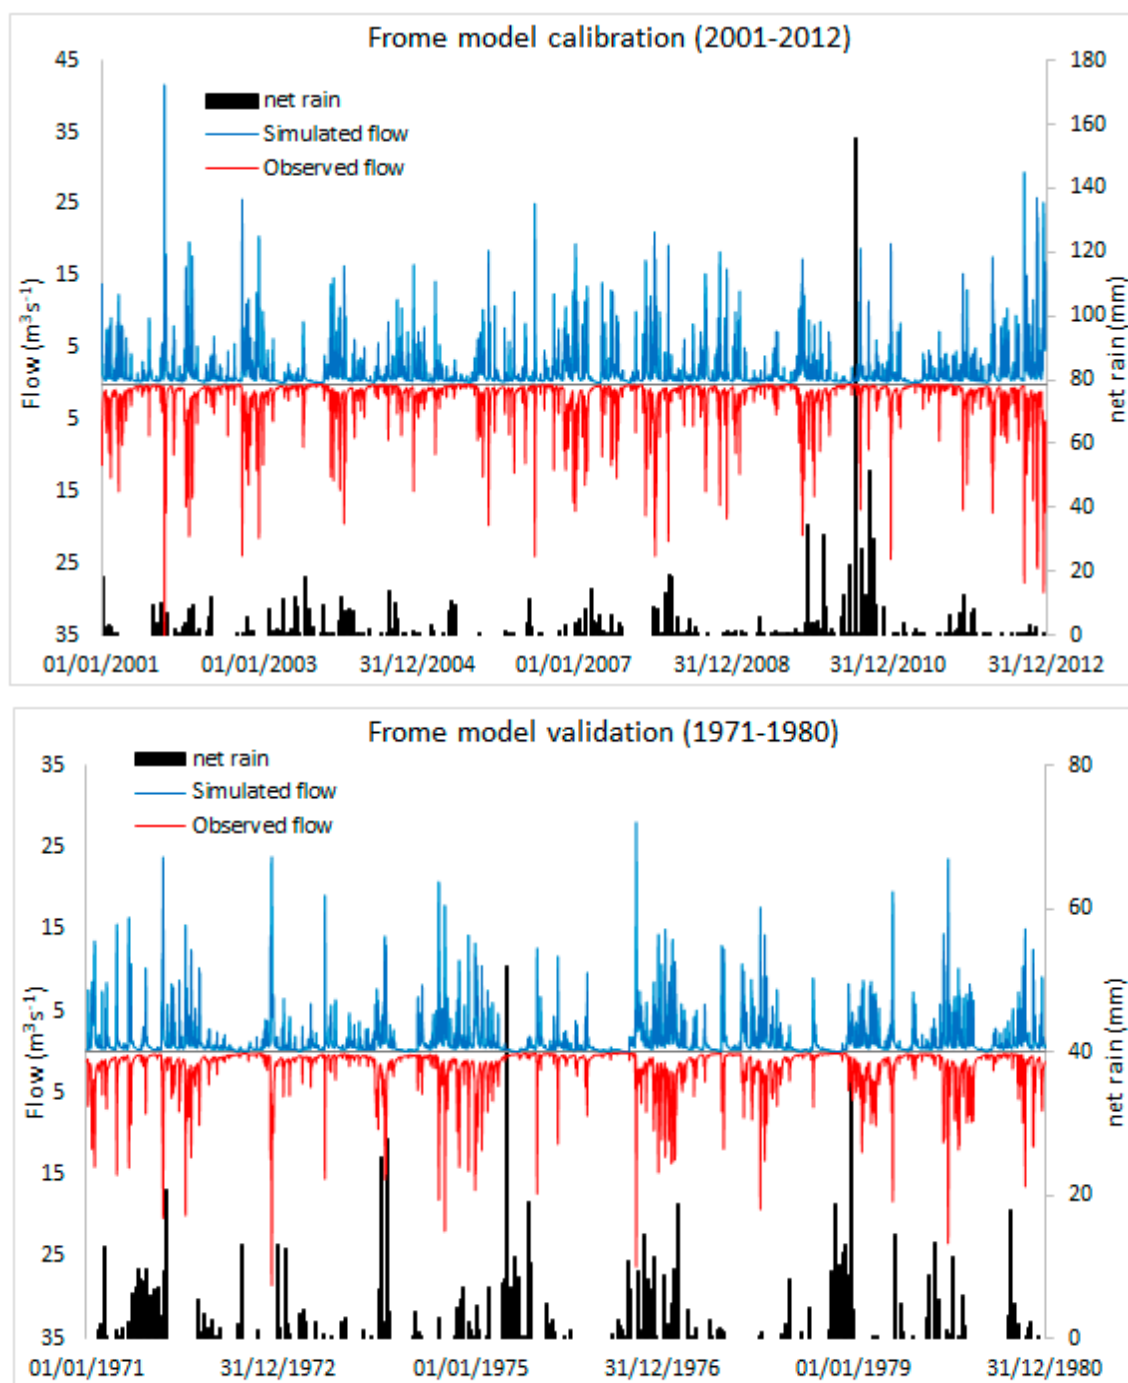 Frome model calibration (2001-2012)
45
35
25
15
5
5
15
25
35
Flow (m³s⁻¹)
net rain
Simulated flow
Observed flow
180
160
140
120
100
80
60
40
20
0
net rain (mm)
01/01/2001 01/01/2003 31/12/2004 01/01/2007 31/12/2008 31/12/2010 31/12/2012
Frome model validation (1971-1980)
35
25
15
5
5
15
25
35
Flow (m³s⁻¹)
net rain
Simulated flow
Observed flow
80
60
40
20
0
net rain (mm)
01/01/1971 31/12/1972 01/01/1975 31/12/1976 01/01/1979 31/12/1980